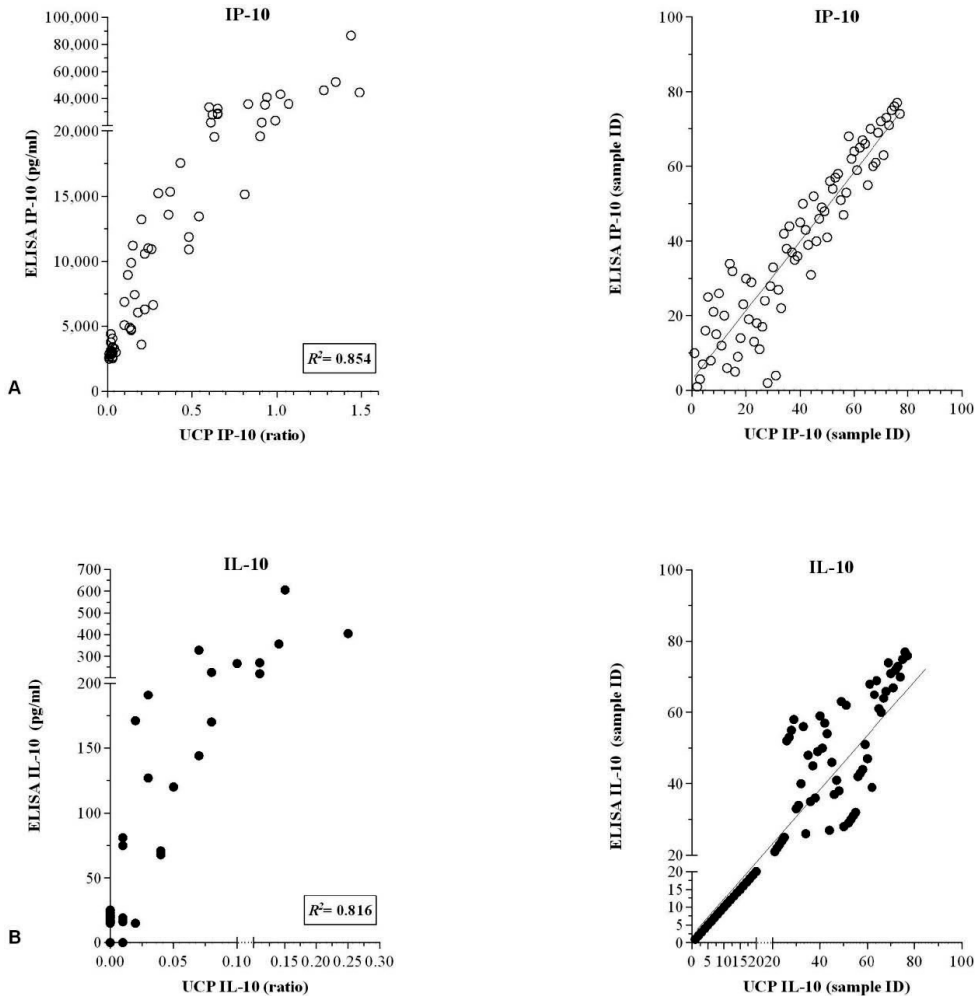 IP-10
100,000
80,000
60,000
40,000
20,000
15,000
10,000
5,000
0
ELISA IP-10 (pg/ml)
R²= 0.854
0.0 0.5 1.0 1.5
UCP IP-10 (ratio)
A
IP-10
100
80
60
40
20
0
ELISA IP-10 (sample ID)
0 20 40 60 80 100
UCP IP-10 (sample ID)
IL-10
700
600
500
400
300
200
150
100
50
0
ELISA IL-10 (pg/ml)
R²= 0.816
0.00 0.05 0.10 0.15 0.20 0.25 0.30
UCP IL-10 (ratio)
B
IL-10
100
80
60
40
20
20
15
10
5
0
ELISA IL-10 (sample ID)
0 5 10 15 20 20 40 60 80 100
UCP IL-10 (sample ID)